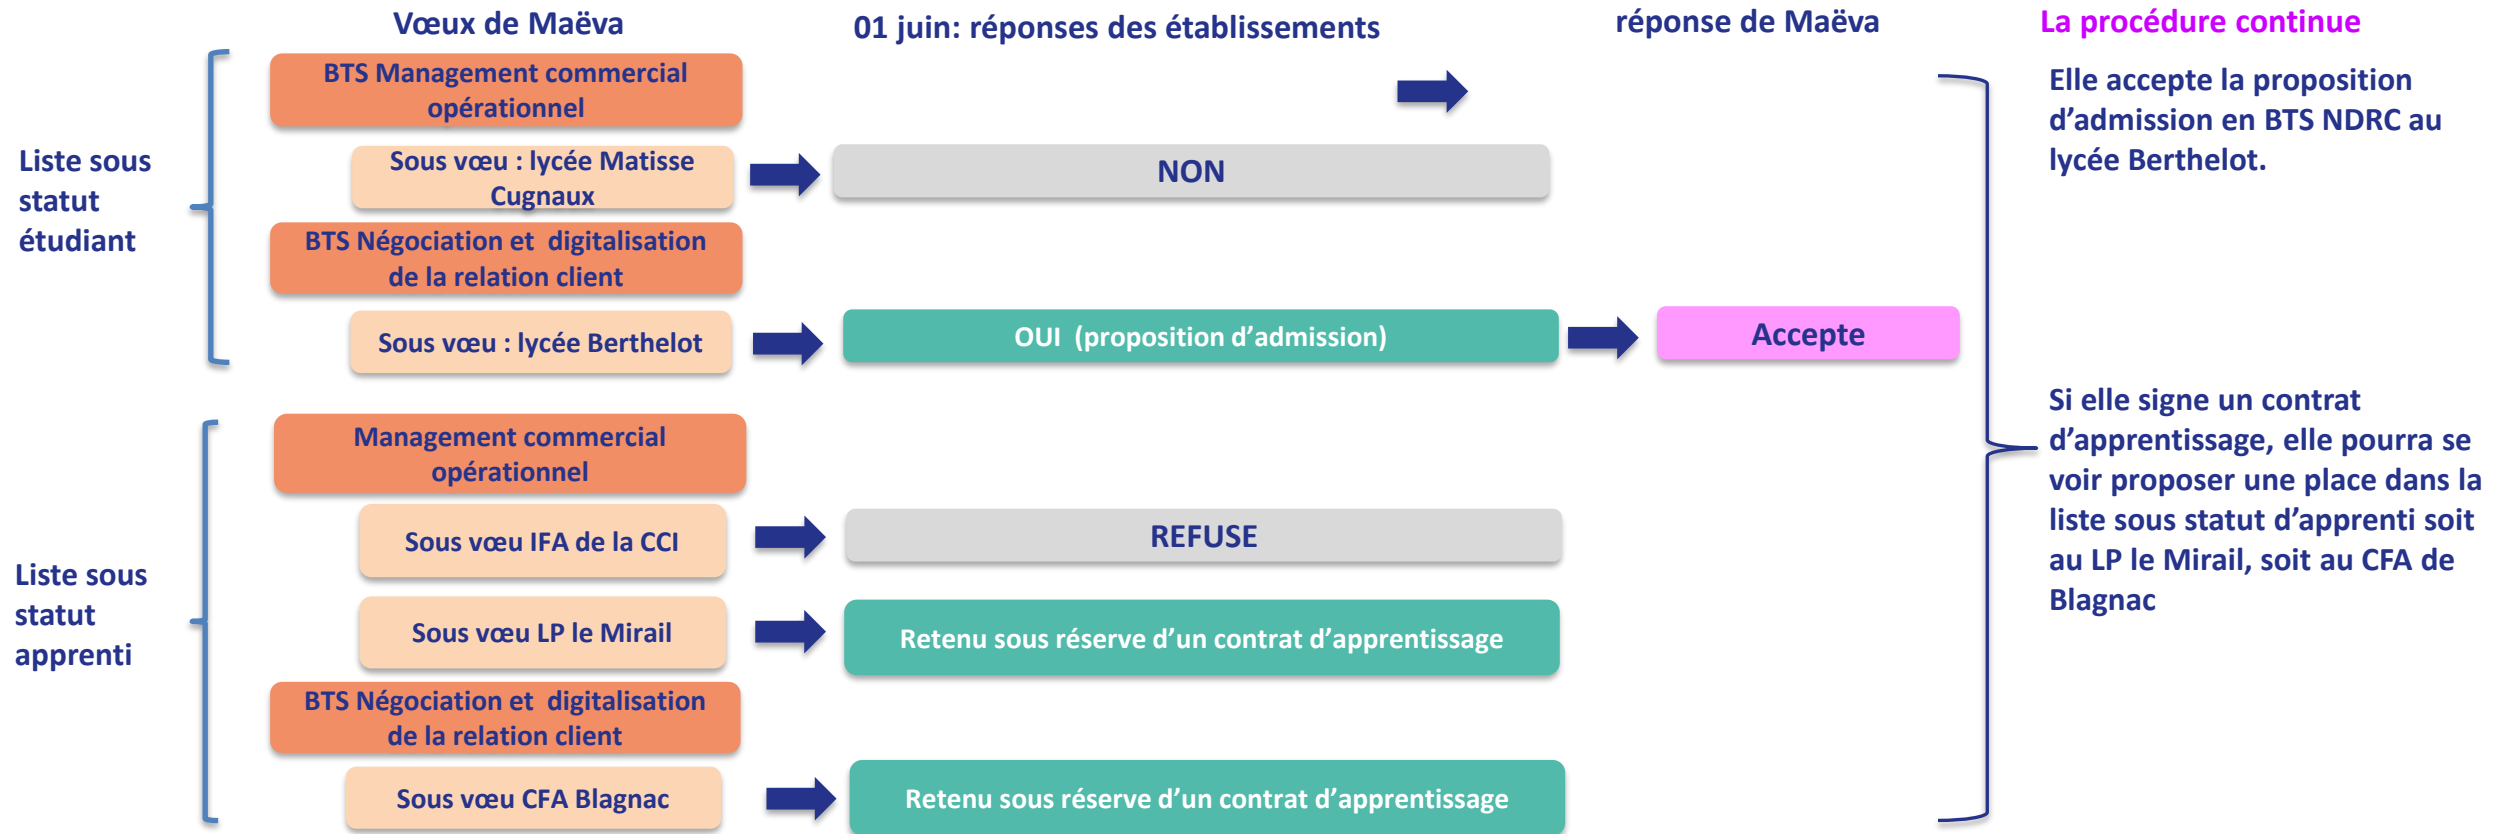 Vœux de Maëva
01 juin: réponses des établissements
réponse de Maëva
La procédure continue
Liste sous
statut
étudiant
BTS Management commercial
opérationnel
Sous vœu : lycée Matisse
Cugnaux
NON
BTS Négociation et  digitalisation
de la relation client
Sous vœu : lycée Berthelot
OUI  (proposition d’admission)
Accepte
Elle accepte la proposition
d’admission en BTS NDRC au
lycée Berthelot.
Liste sous
statut
apprenti
Management commercial
opérationnel
Sous vœu IFA de la CCI
REFUSE
Sous vœu LP le Mirail
Retenu sous réserve d’un contrat d’apprentissage
BTS Négociation et  digitalisation
de la relation client
Sous vœu CFA Blagnac
Retenu sous réserve d’un contrat d’apprentissage
Si elle signe un contrat
d’apprentissage, elle pourra se
voir proposer une place dans la
liste sous statut d’apprenti soit
au LP le Mirail, soit au CFA de
Blagnac